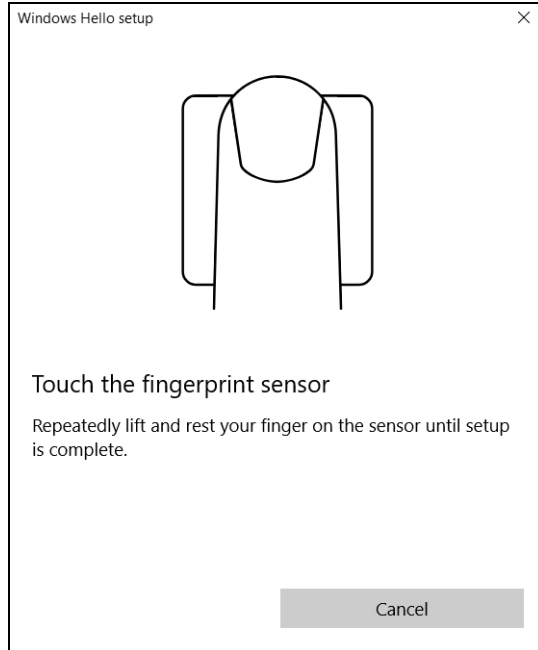 Windows Hello setup
Touch the fingerprint sensor
Repeatedly lift and rest your finger on the sensor until setup
is complete.
Cancel